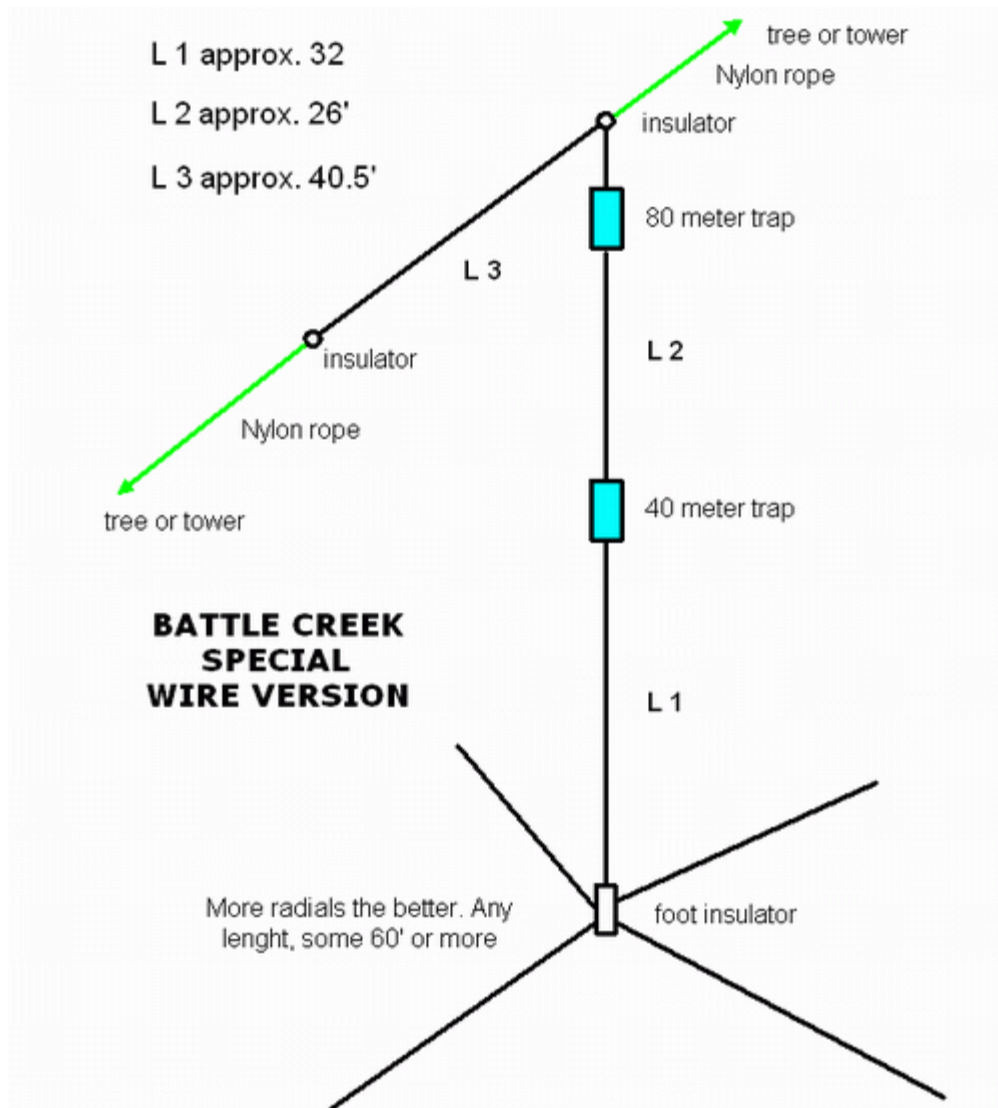 L 1 approx. 32
L 2 approx. 26'
L 3 approx. 40.5'
tree or tower
Nylon rope
insulator
80 meter trap
L 3
L 2
insulator
Nylon rope
tree or tower
40 meter trap
BATTLE CREEK
SPECIAL
WIRE VERSION
L 1
More radials the better. Any
lenght, some 60' or more
foot insulator